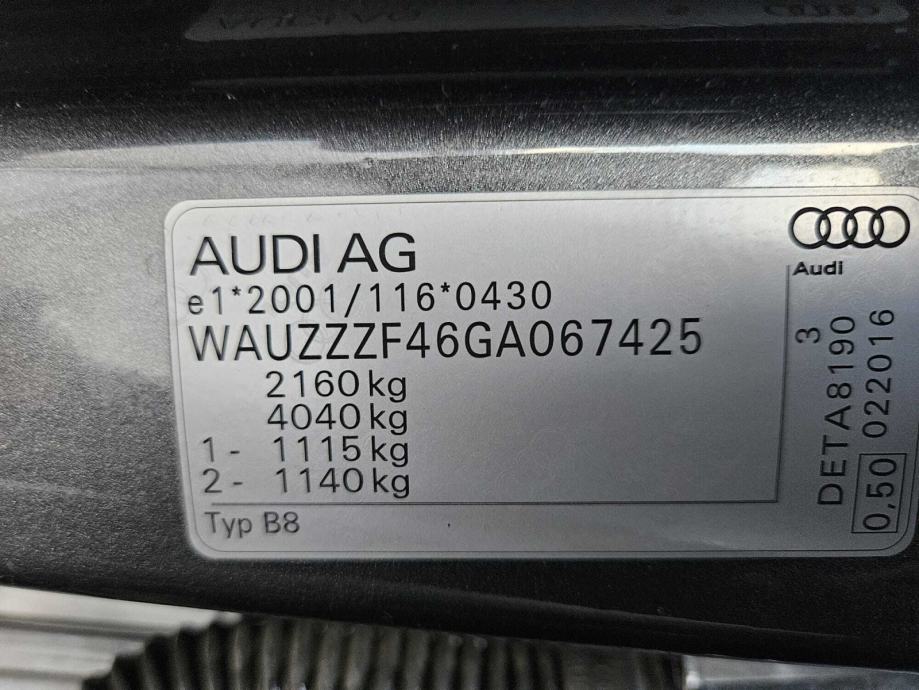 AUDI AG
e1*2001/116*0430
WAUZZZF46GA067425
2160 kg
4040 kg
1 - 1115 kg
2 - 1140 kg
Typ B8
Audi
3
DETA8190
0,50 022016